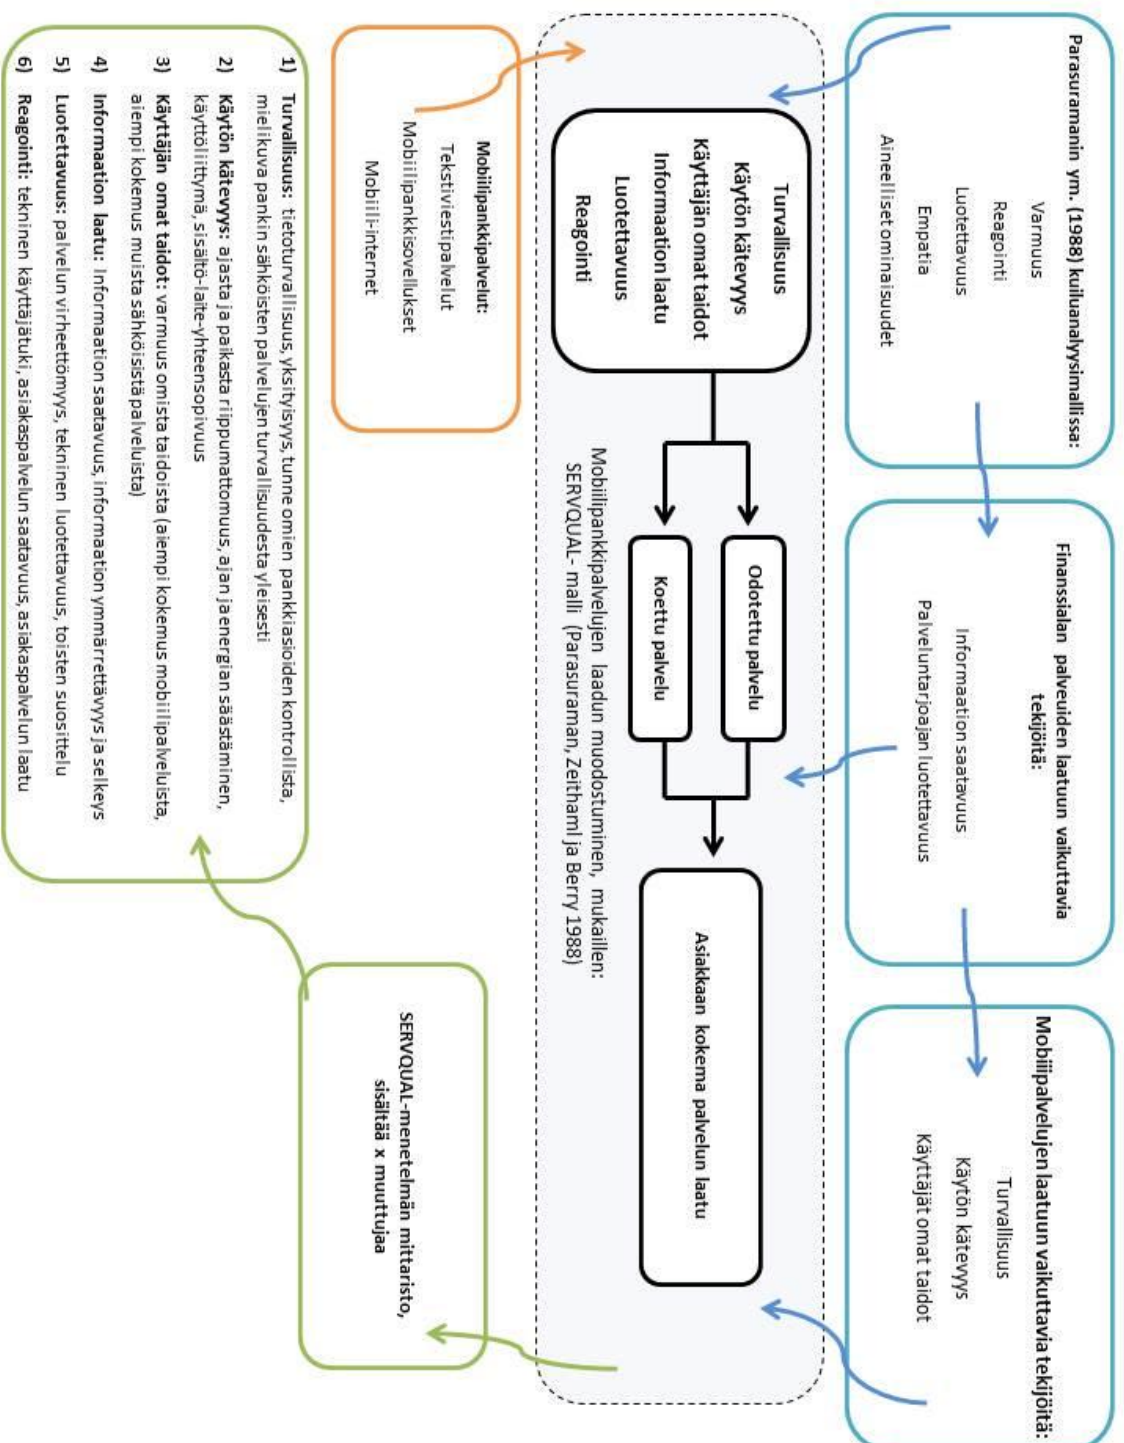 Parasuramanin ym. (1988) kuiluanalyysimallissa:
Varmuus
Reagointi
Luotettavuus
Empatia
Aineelliset ominaisuudet
Finanssialan palveuiden laatuun vaikuttavia
tekijöitä:
Informaation saatavuus
Palveluntarjoajan luotettavuus
Mobiiipalvelujen laatuun vaikuttavia tekijöitä:
Turvallisuus
Käytön kätevyys
Käyttäjät omat taidot
Turvallisuus
Käytön kätevyys
Käyttäjän omat taidot
Informaation laatu
Luotettavuus
Reagointi
Odotettu palvelu
Koettu palvelu
Asiakkaan kokema palvelun laatu
Mobiilipankkipalvelujen laadun muodostuminen, mukaillen:
SERVQUAL- malli (Parasuraman, Zeithaml ja Berry 1988)
Mobiilipankkipalvelut:
Tekstiviestipalvelut
Mobiilipankkisovellukset
Mobiili-internet
SERVQUAL-menetelmän mittaristo,
sisältää x muuttujaa
1) Turvallisuus: tietoturvallisuus, yksityisyys, tunne omien pankkiasioiden kontrollista,
mielikuva pankin sähköisten palvelujen turvallisuudesta yleisesti
2) Käytön kätevyys: ajasta ja paikasta riippumattomuus, ajan ja energian säästäminen,
käyttöliittymä, sisältö-laite-yhteensopivuus
3) Käyttäjän omat taidot: varmuus omista taidoista (aiempi kokemus mobiilipalveluista,
aiempi kokemus muista sähköisistä palveluista)
4) Informaation laatu: Informaation saatavuus, informaation ymmärrettävyys ja selkeys
5) Luotettavuus: palvelun virheettömyys, tekninen luotettavuus, toisten suosittelu
6) Reagointi: tekninen käyttäjätuki, asiakaspalvelun saatavuus, asiakaspalvelun laatu